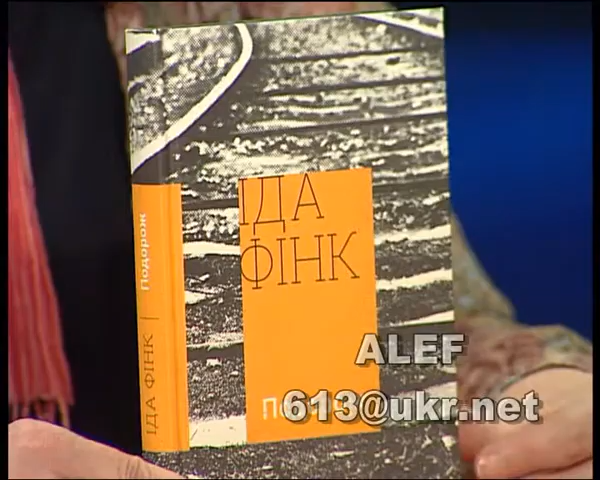 ІДА
ФІНК
ІДА ФІНК | Подорож
ALEF
613@ukr.net